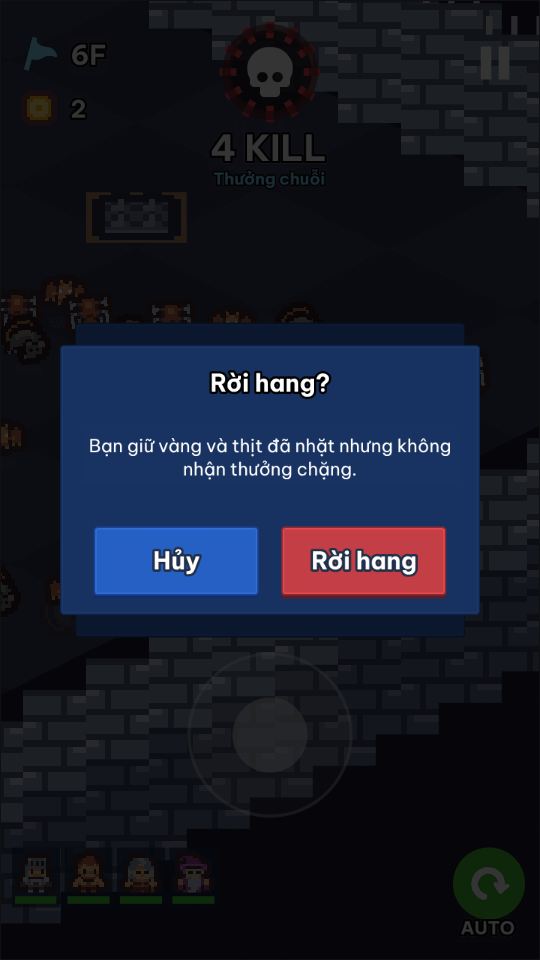 6F
2
4 KILL
Thưởng chuỗi
Rời hang?
Bạn giữ vàng và thịt đã nhặt nhưng không
nhận thưởng chặng.
Hủy
Rời hang
AUTO